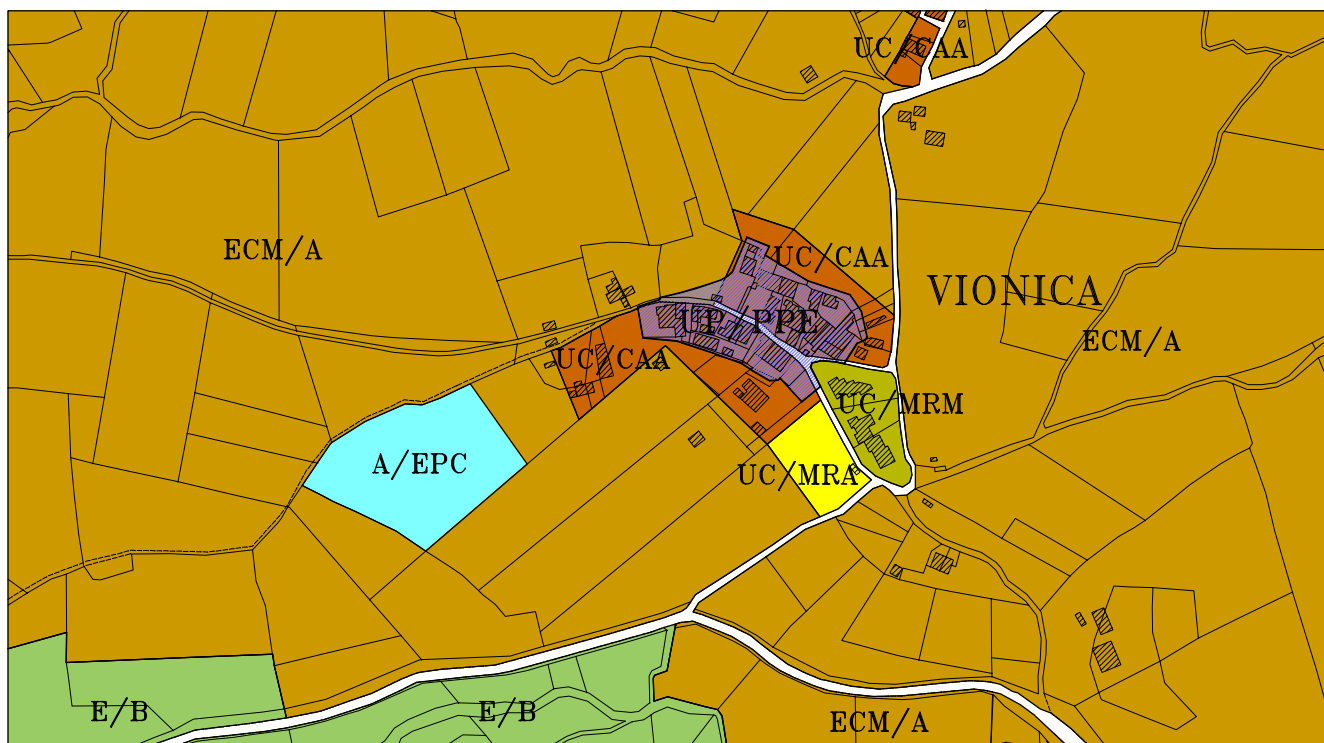 UC/CAA
ECM/A
UC/CAA
VIONICA
UP/PPE
ECM/A
UC/CAA
UC/MRM
A/EPC
UC/MRA
E/B
E/B
ECM/A